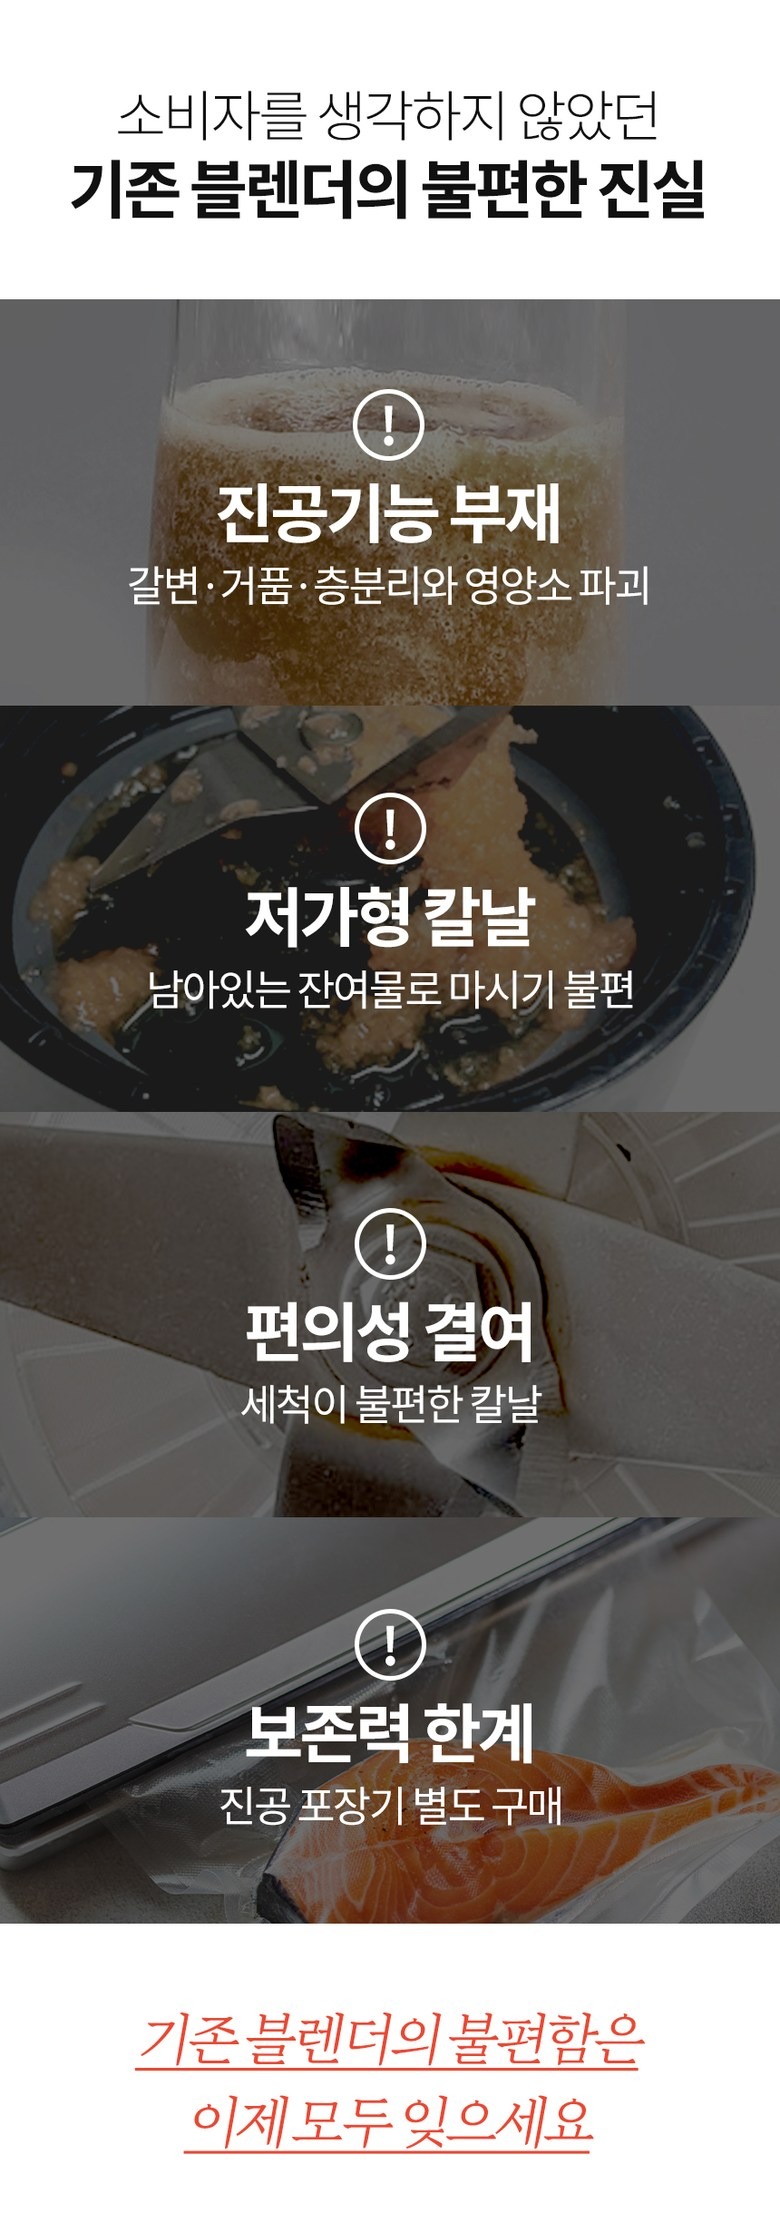 소비자를 생각하지 않았던
기존 블렌더의 불편한 진실
!
진공기능 부재
갈변·거품·층분리와 영양소 파괴
!
저가형 칼날
남아있는 잔여물로 마시기 불편
!
편의성 결여
세척이 불편한 칼날
!
보존력 한계
진공 포장기 별도 구매
기존 블렌더의 불편함은
이제 모두 잊으세요